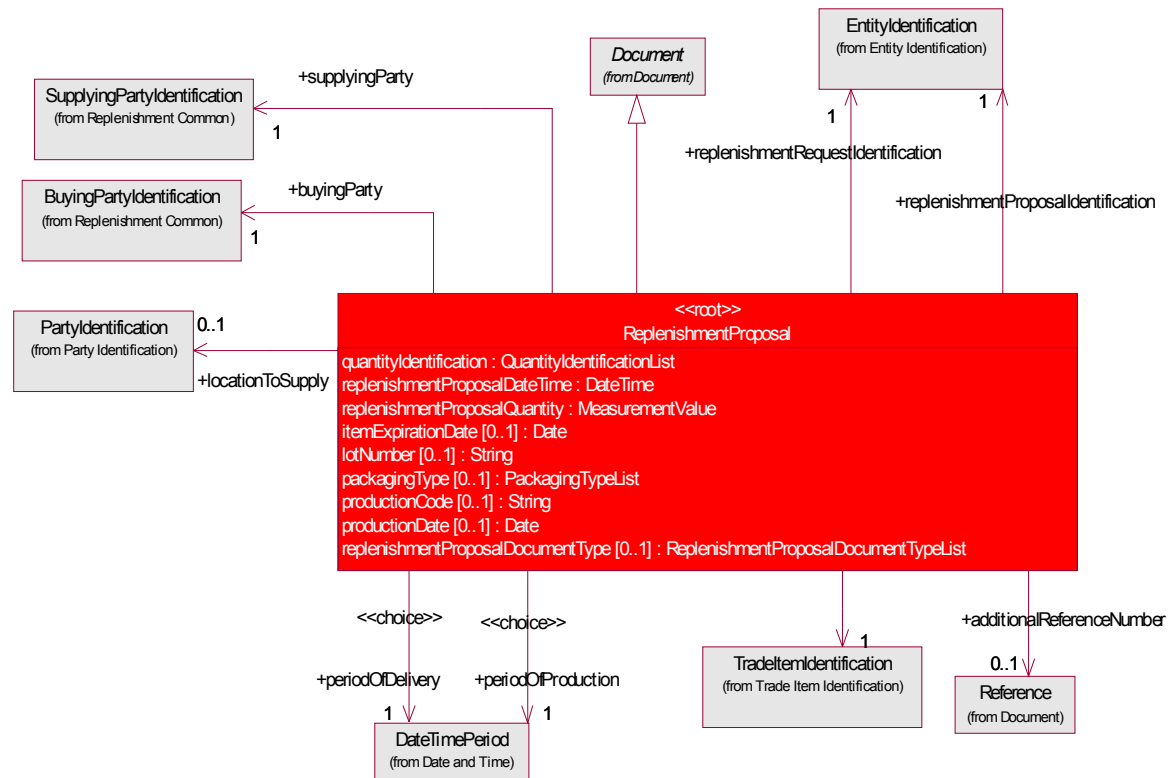 EntityIdentification
(from Entity Identification)
Document
(from Document)
+supplyingParty
SupplyingPartyIdentification
(from Replenishment Common)
1
1
1
+replenishmentRequestIdentification
+buyingParty
BuyingPartyIdentification
(from Replenishment Common)
1
+replenishmentProposalIdentification
<<root>>
ReplenishmentProposal
PartyIdentification
(from Party Identification)
0..1
+locationToSupply
quantityIdentification : QuantityIdentificationList
replenishmentProposalDateTime : DateTime
replenishmentProposalQuantity : MeasurementValue
itemExpirationDate [0..1] : Date
lotNumber [0..1] : String
packagingType [0..1] : PackagingTypeList
productionCode [0..1] : String
productionDate [0..1] : Date
replenishmentProposalDocumentType [0..1] : ReplenishmentProposalDocumentTypeList
<<choice>>
<<choice>>
+additionalReferenceNumber
1
+periodOfDelivery
+periodOfProduction
TradeItemIdentification
(from Trade Item Identification)
0..1
Reference
(from Document)
1
1
DateTimePeriod
(from Date and Time)